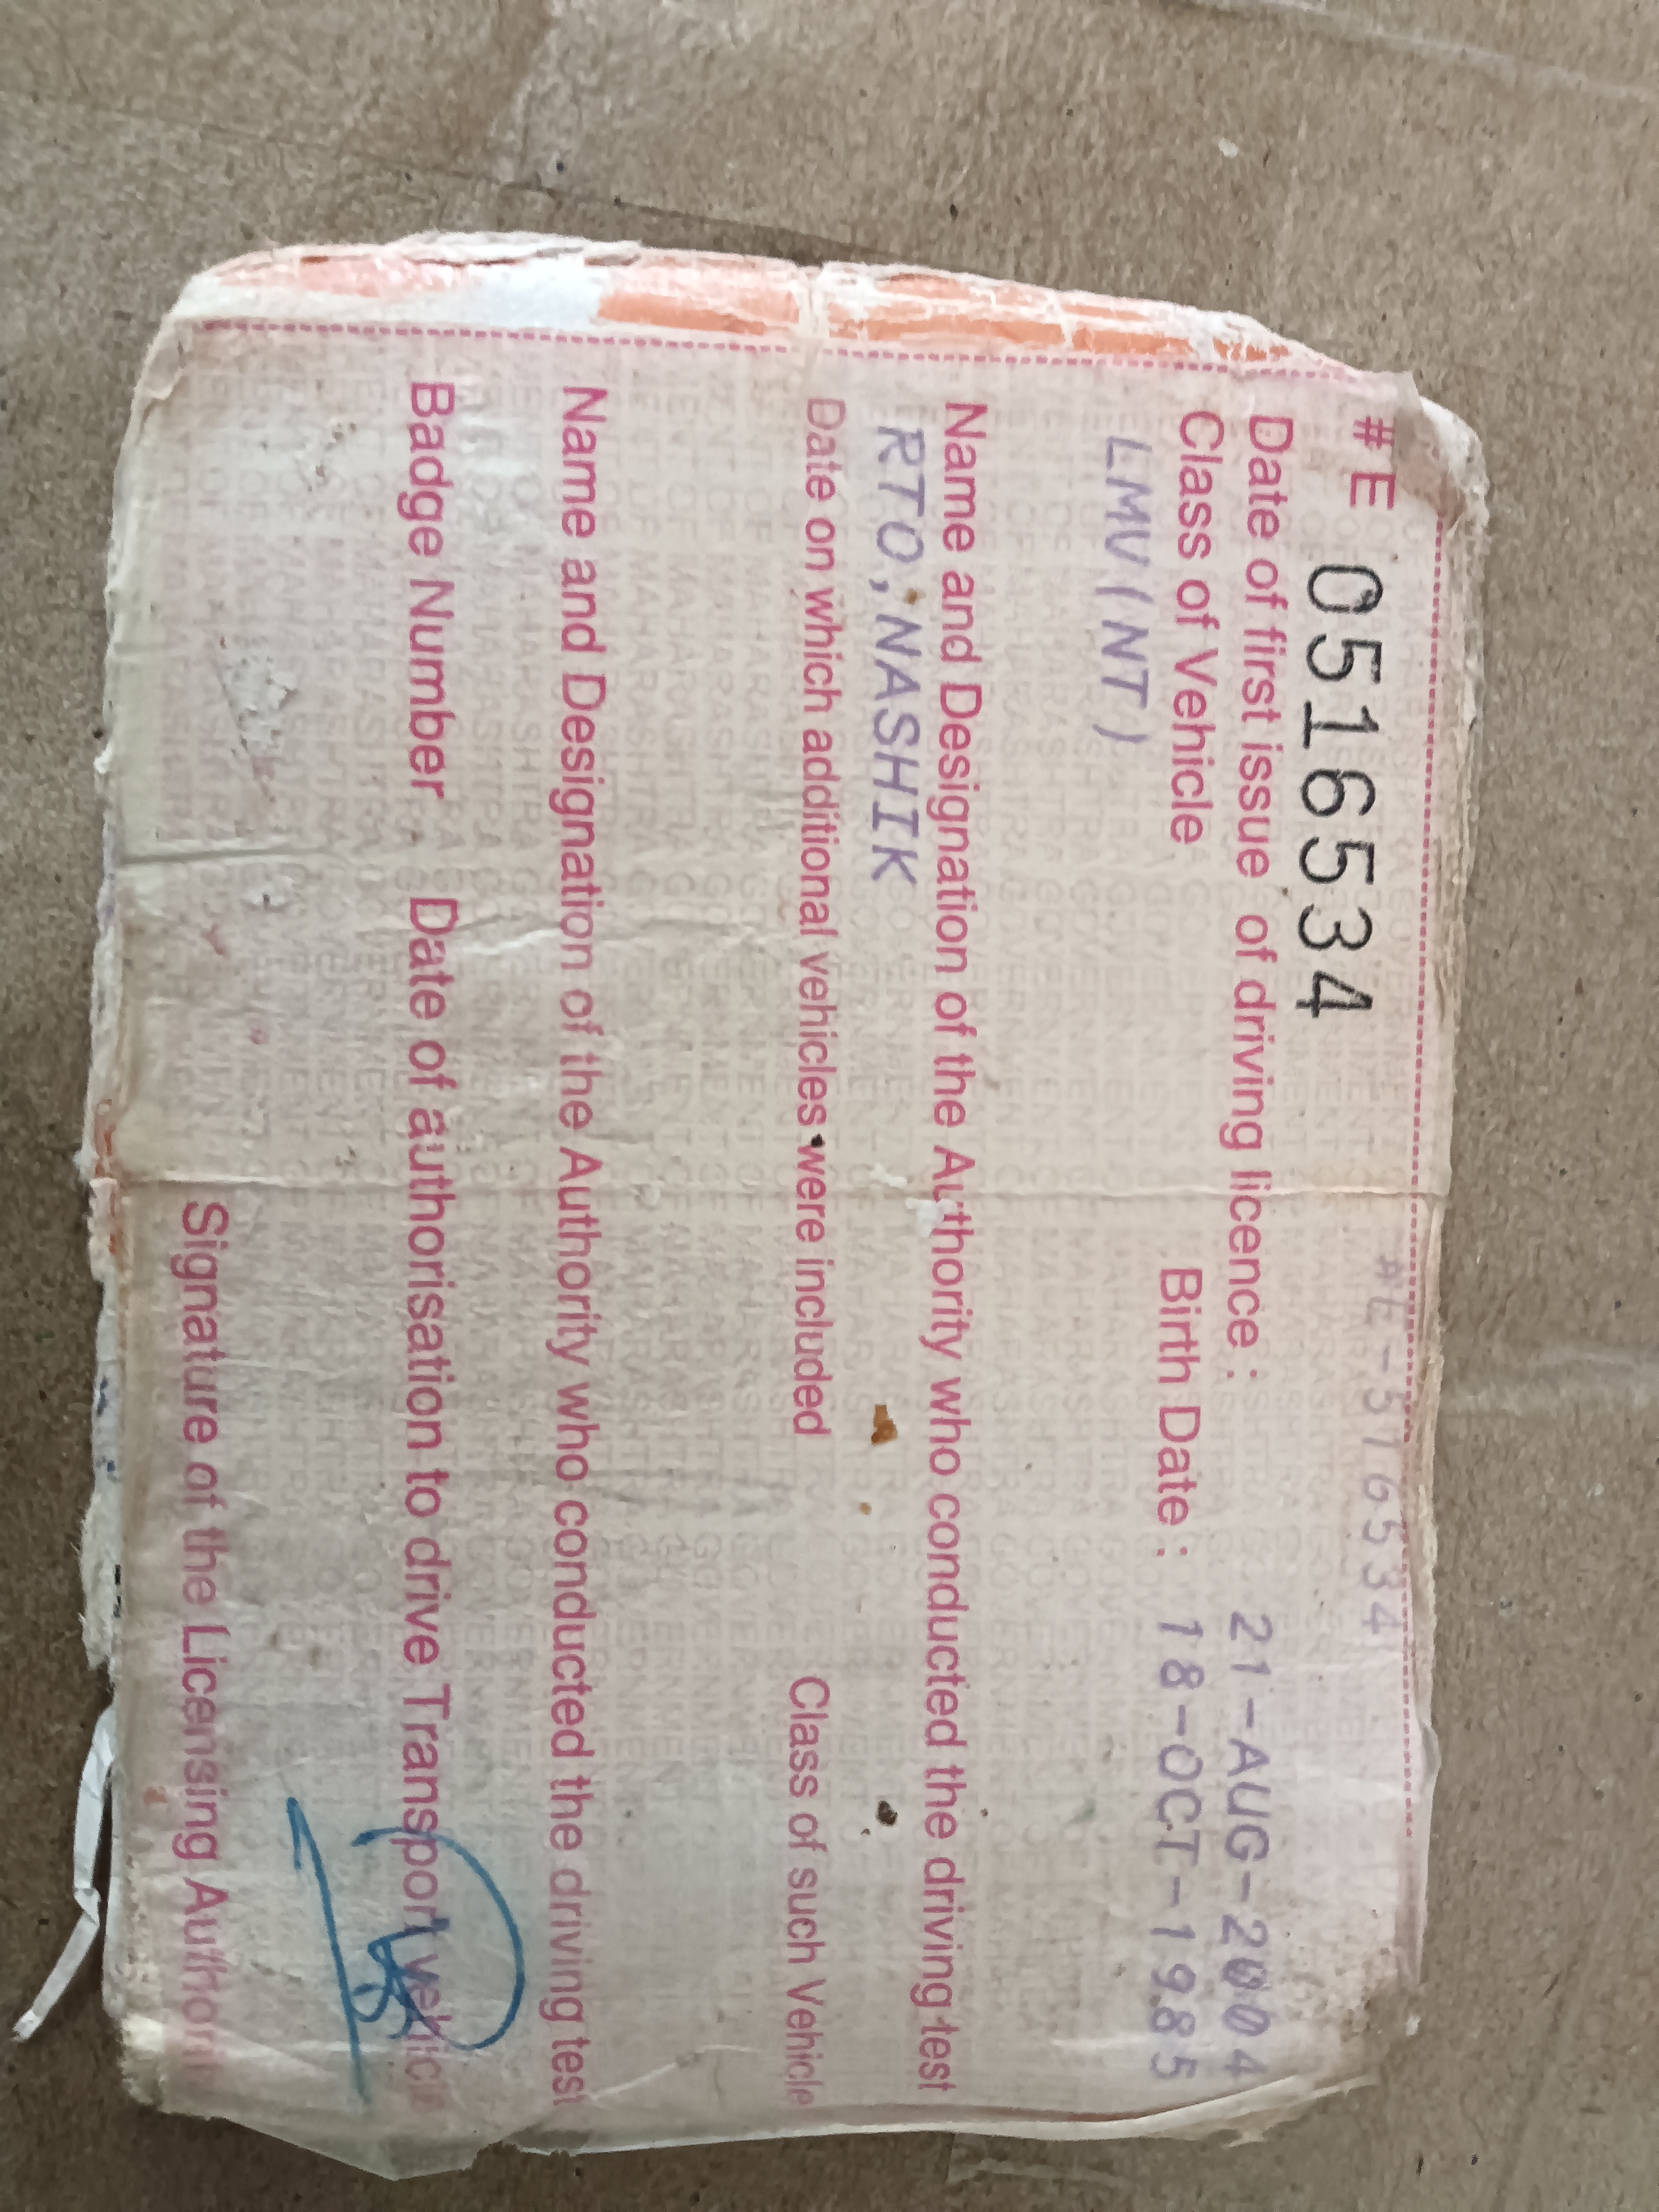 #E 0516534 #E-516534
Date of first issue of driving licence : 21-AUG-2004
Class of Vehicle Birth Date : 18-OCT-1985
LMV(NT)
Name and Designation of the Authority who conducted the driving test
RTO, NASHIK
Date on which additional vehicles were included Class of such Vehicle
Name and Designation of the Authority who conducted the driving test
Badge Number Date of authorisation to drive Transport vehicle
Signature of the Licensing Authori